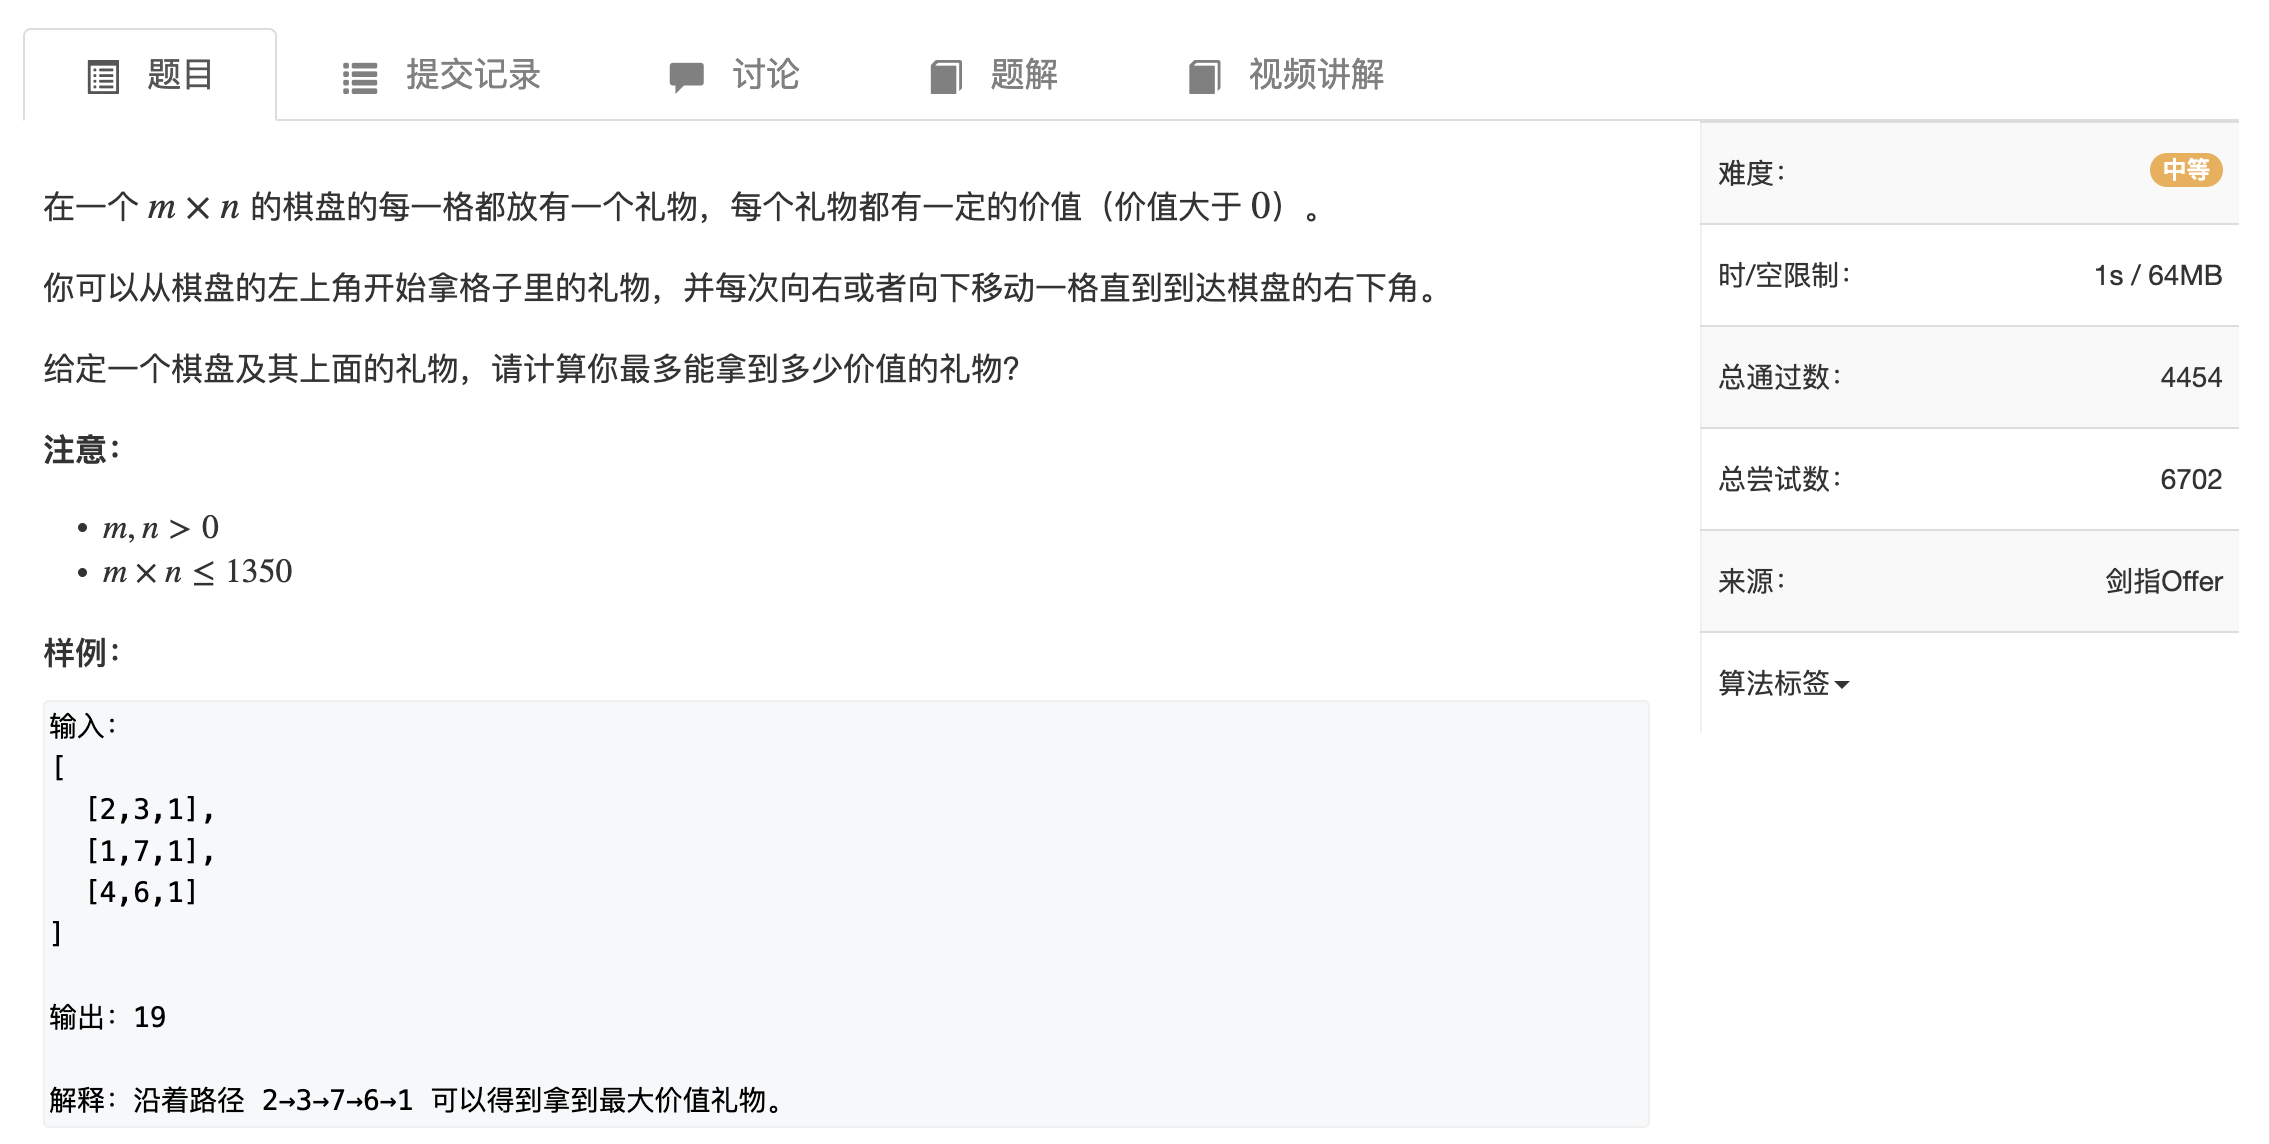 题目 提交记录 讨论 题解 视频讲解
在一个 m × n 的棋盘的每一格都放有一个礼物，每个礼物都有一定的价值（价值大于 0）。
你可以从棋盘的左上角开始拿格子里的礼物，并每次向右或者向下移动一格直到到达棋盘的右下角。
给定一个棋盘及其上面的礼物，请计算你最多能拿到多少价值的礼物?
注意：
• m, n > 0
• m × n ≤ 1350
样例：
输入：
[
  [2,3,1],
  [1,7,1],
  [4,6,1]
]
输出：19
解释：沿着路径 2→3→7→6→1 可以得到拿到最大价值礼物。
难度： 中等
时/空限制： 1s / 64MB
总通过数： 4454
总尝试数： 6702
来源： 剑指Offer
算法标签